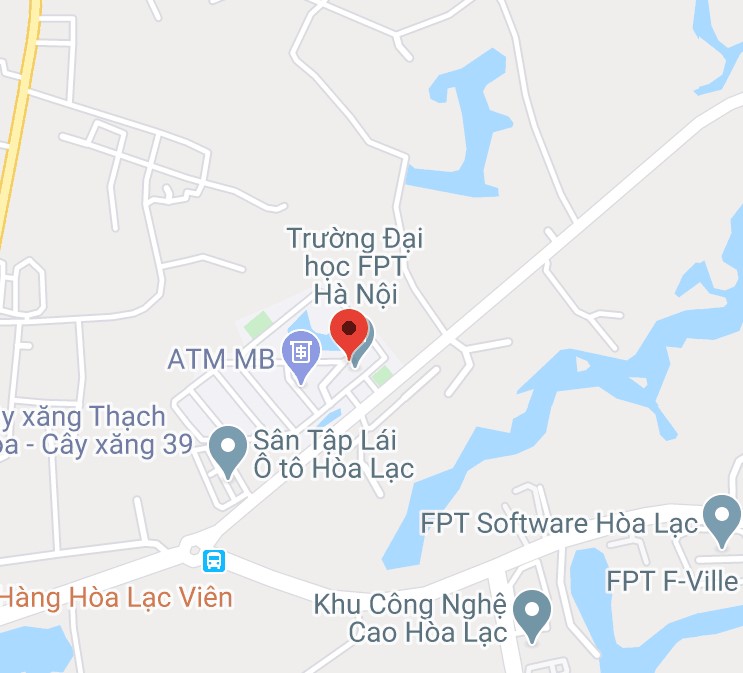 Trường Đại
học FPT
Hà Nội
ATM MB
xăng Thạch
- Cây xăng 39
Sân Tập Lái
Ô tô Hòa Lạc
FPT Software Hòa Lạc
FPT F-Ville
Hàng Hòa Lạc Viên
Khu Công Nghệ
Cao Hòa Lạc